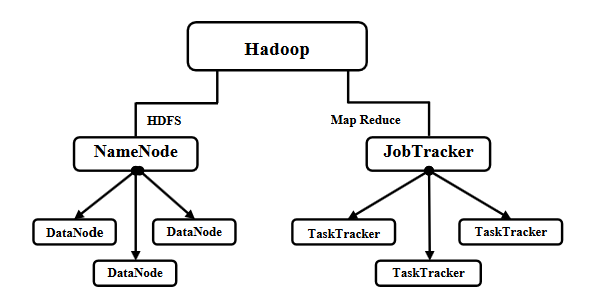 Hadoop
HDFS
Map Reduce
NameNode
JobTracker
DataNode
DataNode
DataNode
TaskTracker
TaskTracker
TaskTracker